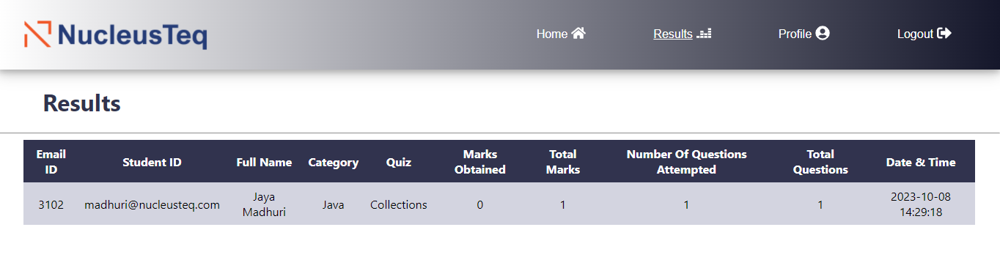 NucleusTeq
Home
Results
Profile
Logout
Results
Email ID Student ID Full Name Category Quiz Marks Obtained Total Marks Number Of Questions Attempted Total Questions Date & Time
3102 madhuri@nucleusteq.com Jaya Madhuri Java Collections 0 1 1 1 2023-10-08 14:29:18